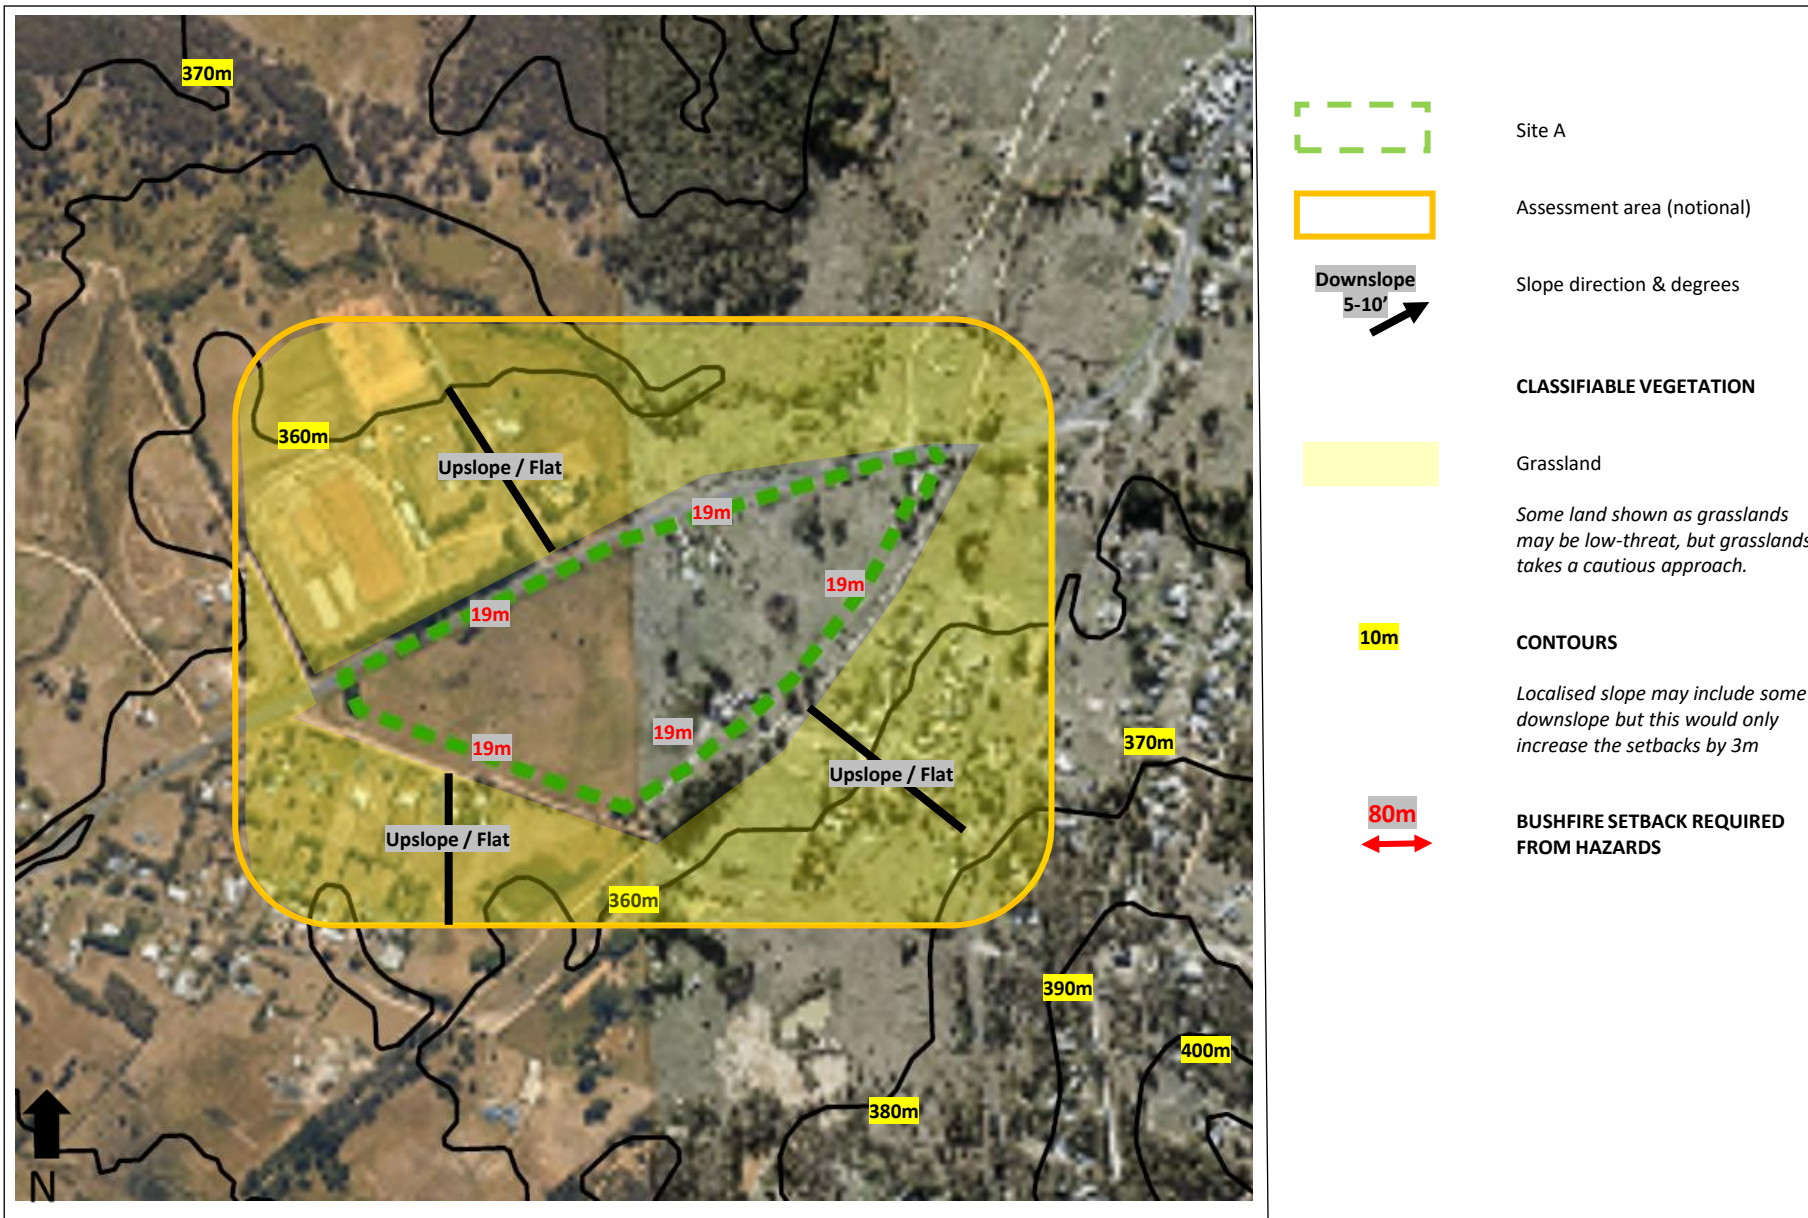 370m
360m
Upslope / Flat
19m
19m
19m
19m
19m
Upslope / Flat
Upslope / Flat
360m
370m
390m
400m
380m
N
Site A
Assessment area (notional)
Downslope
5-10'
Slope direction & degrees
CLASSIFIABLE VEGETATION
Grassland
Some land shown as grasslands
may be low-threat, but grasslands
takes a cautious approach.
10m
CONTOURS
Localised slope may include some
downslope but this would only
increase the setbacks by 3m
80m
BUSHFIRE SETBACK REQUIRED
FROM HAZARDS